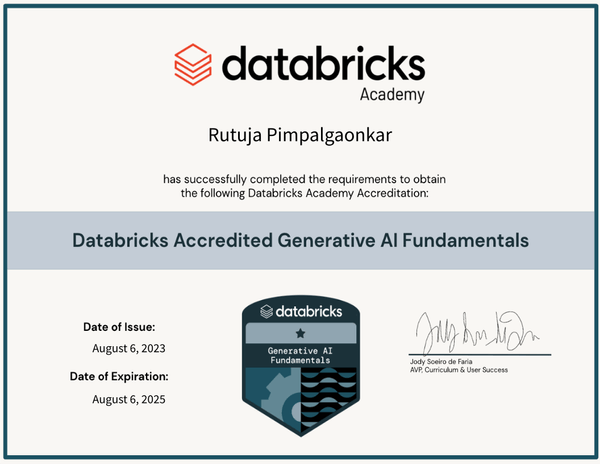 databricks
Academy
Rutuja Pimpalgaonkar
has successfully completed the requirements to obtain
the following Databricks Academy Accreditation:
Databricks Accredited Generative AI Fundamentals
Date of Issue:
August 6, 2023
Date of Expiration:
August 6, 2025
databricks
Generative AI
Fundamentals
Jody Soeiro de Faria
AVP, Curriculum & User Success